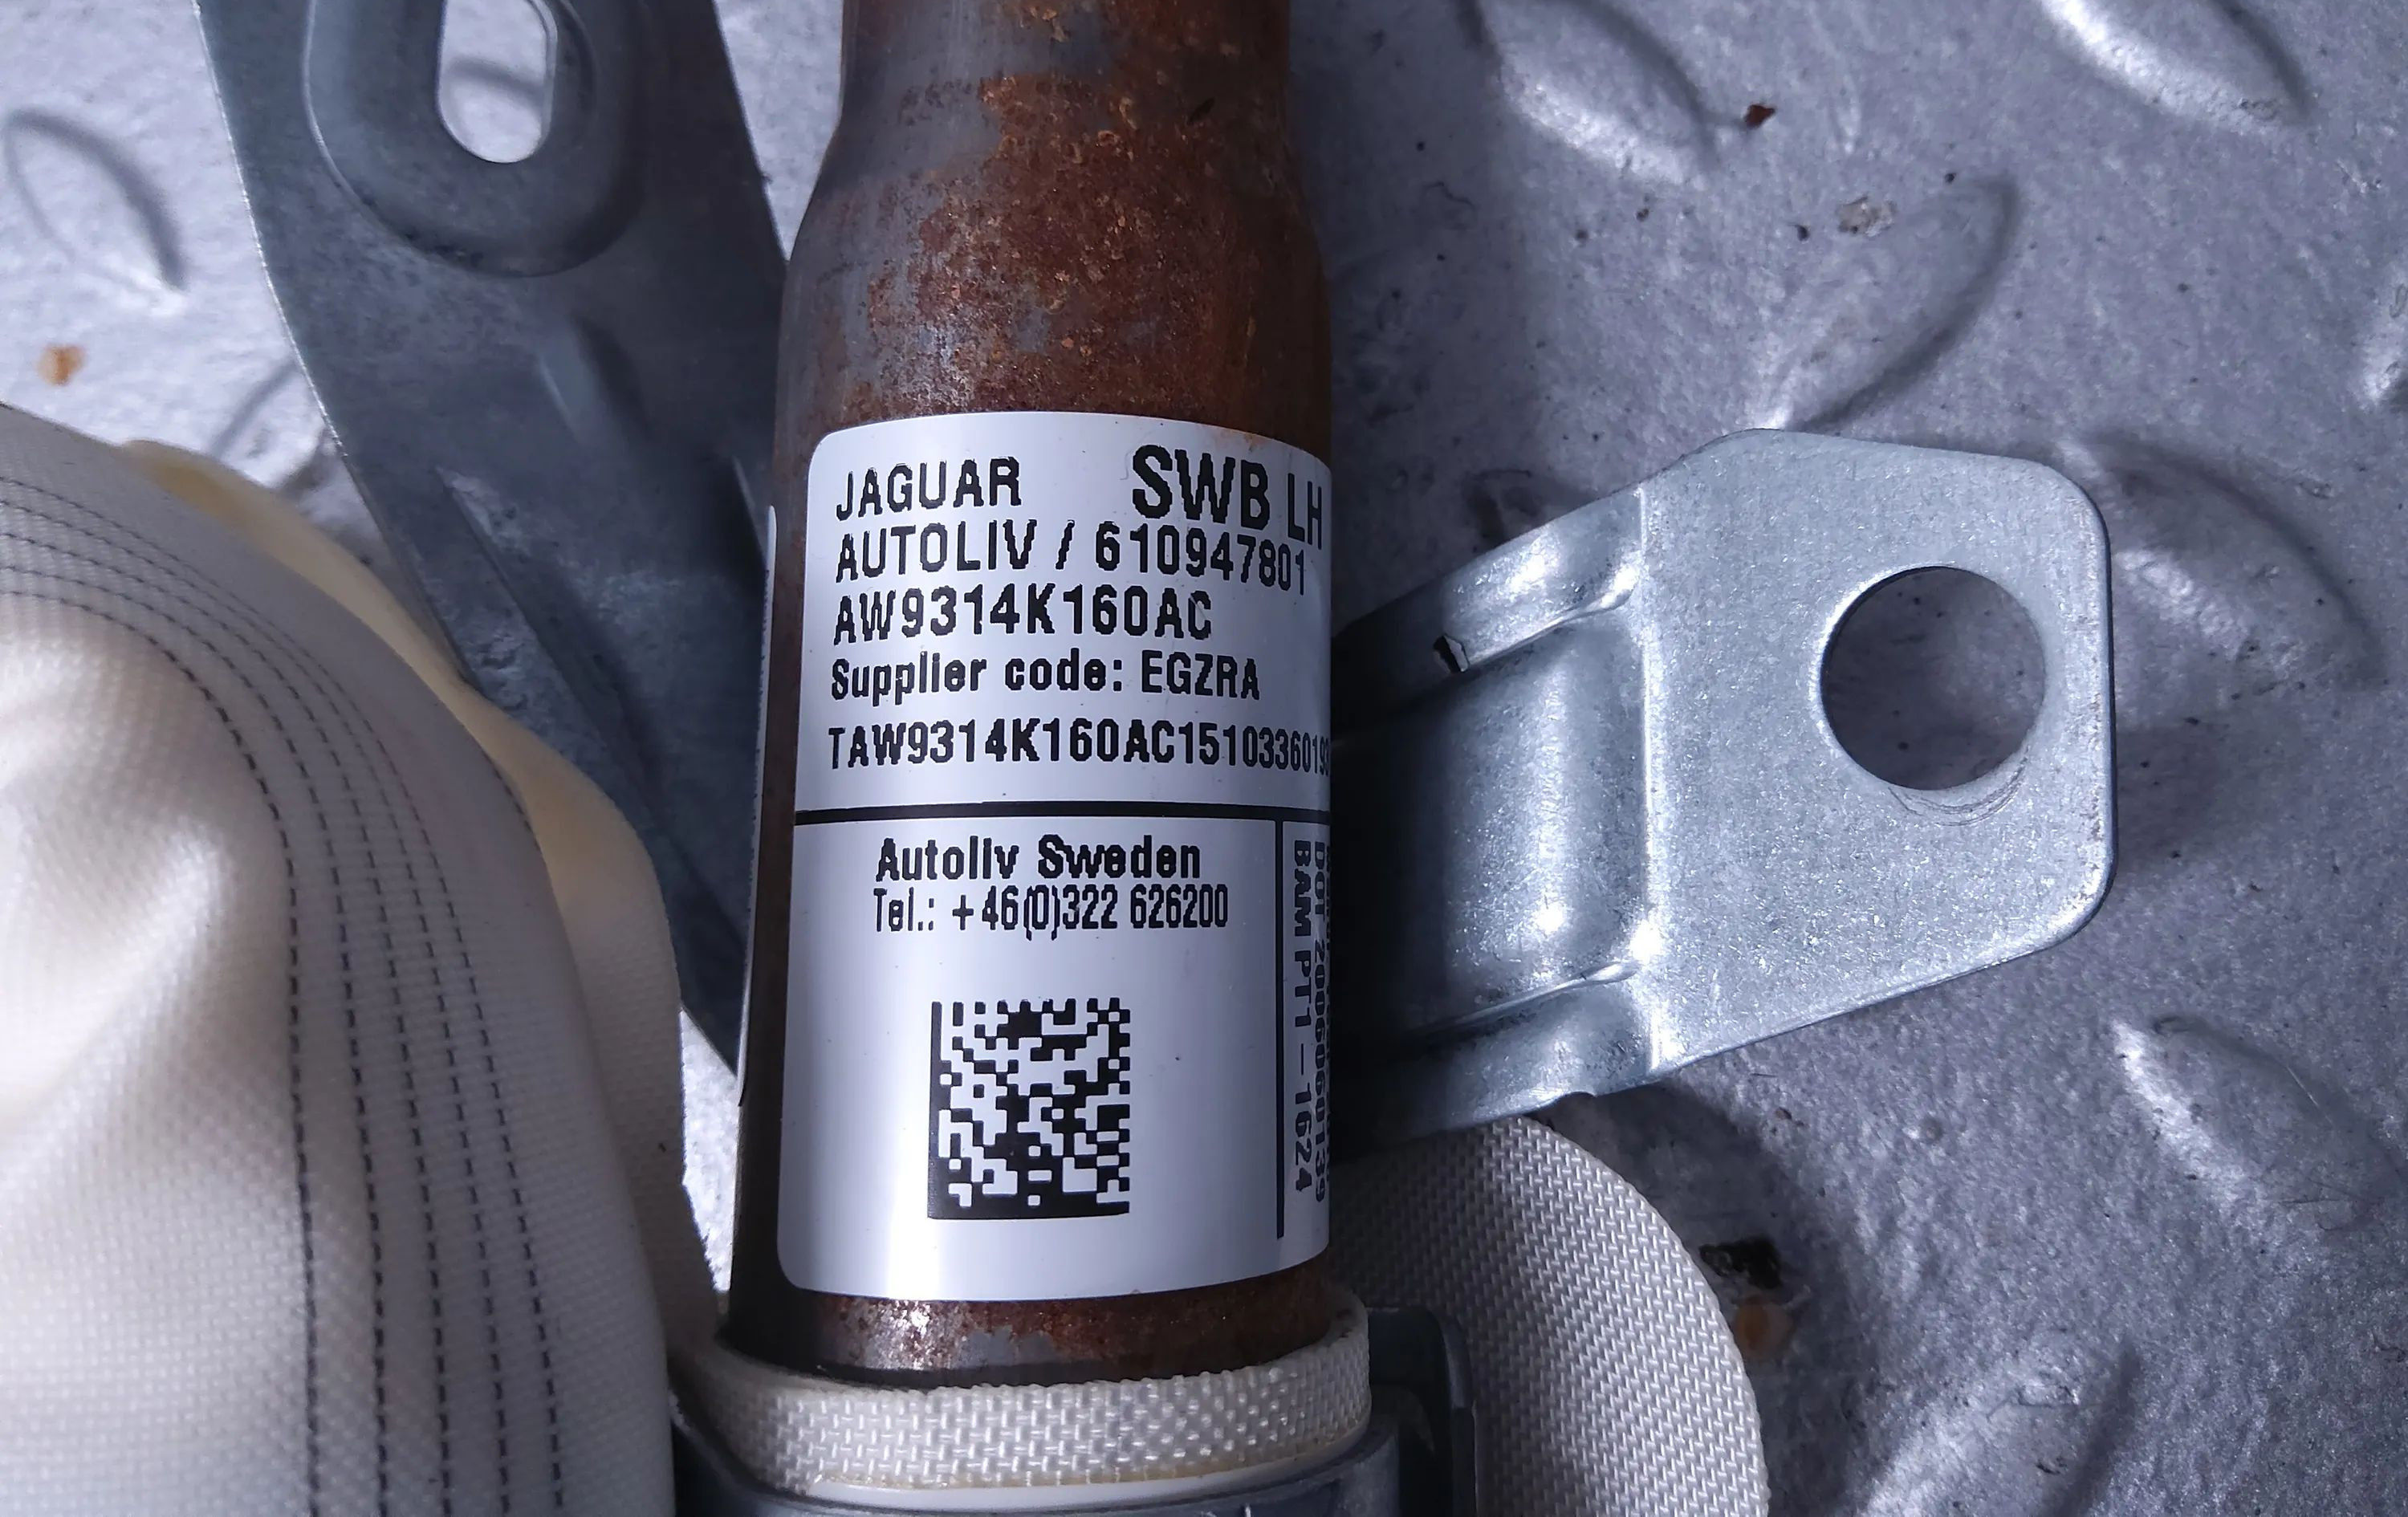 JAGUAR SWB LH
AUTOLIV / 610947801
AW9314K160AC
Supplier code: EGZRA
TAW9314K160AC1510336019
Autoliv Sweden
Tel.: +46(0)322 626200
BAM PT1-1624